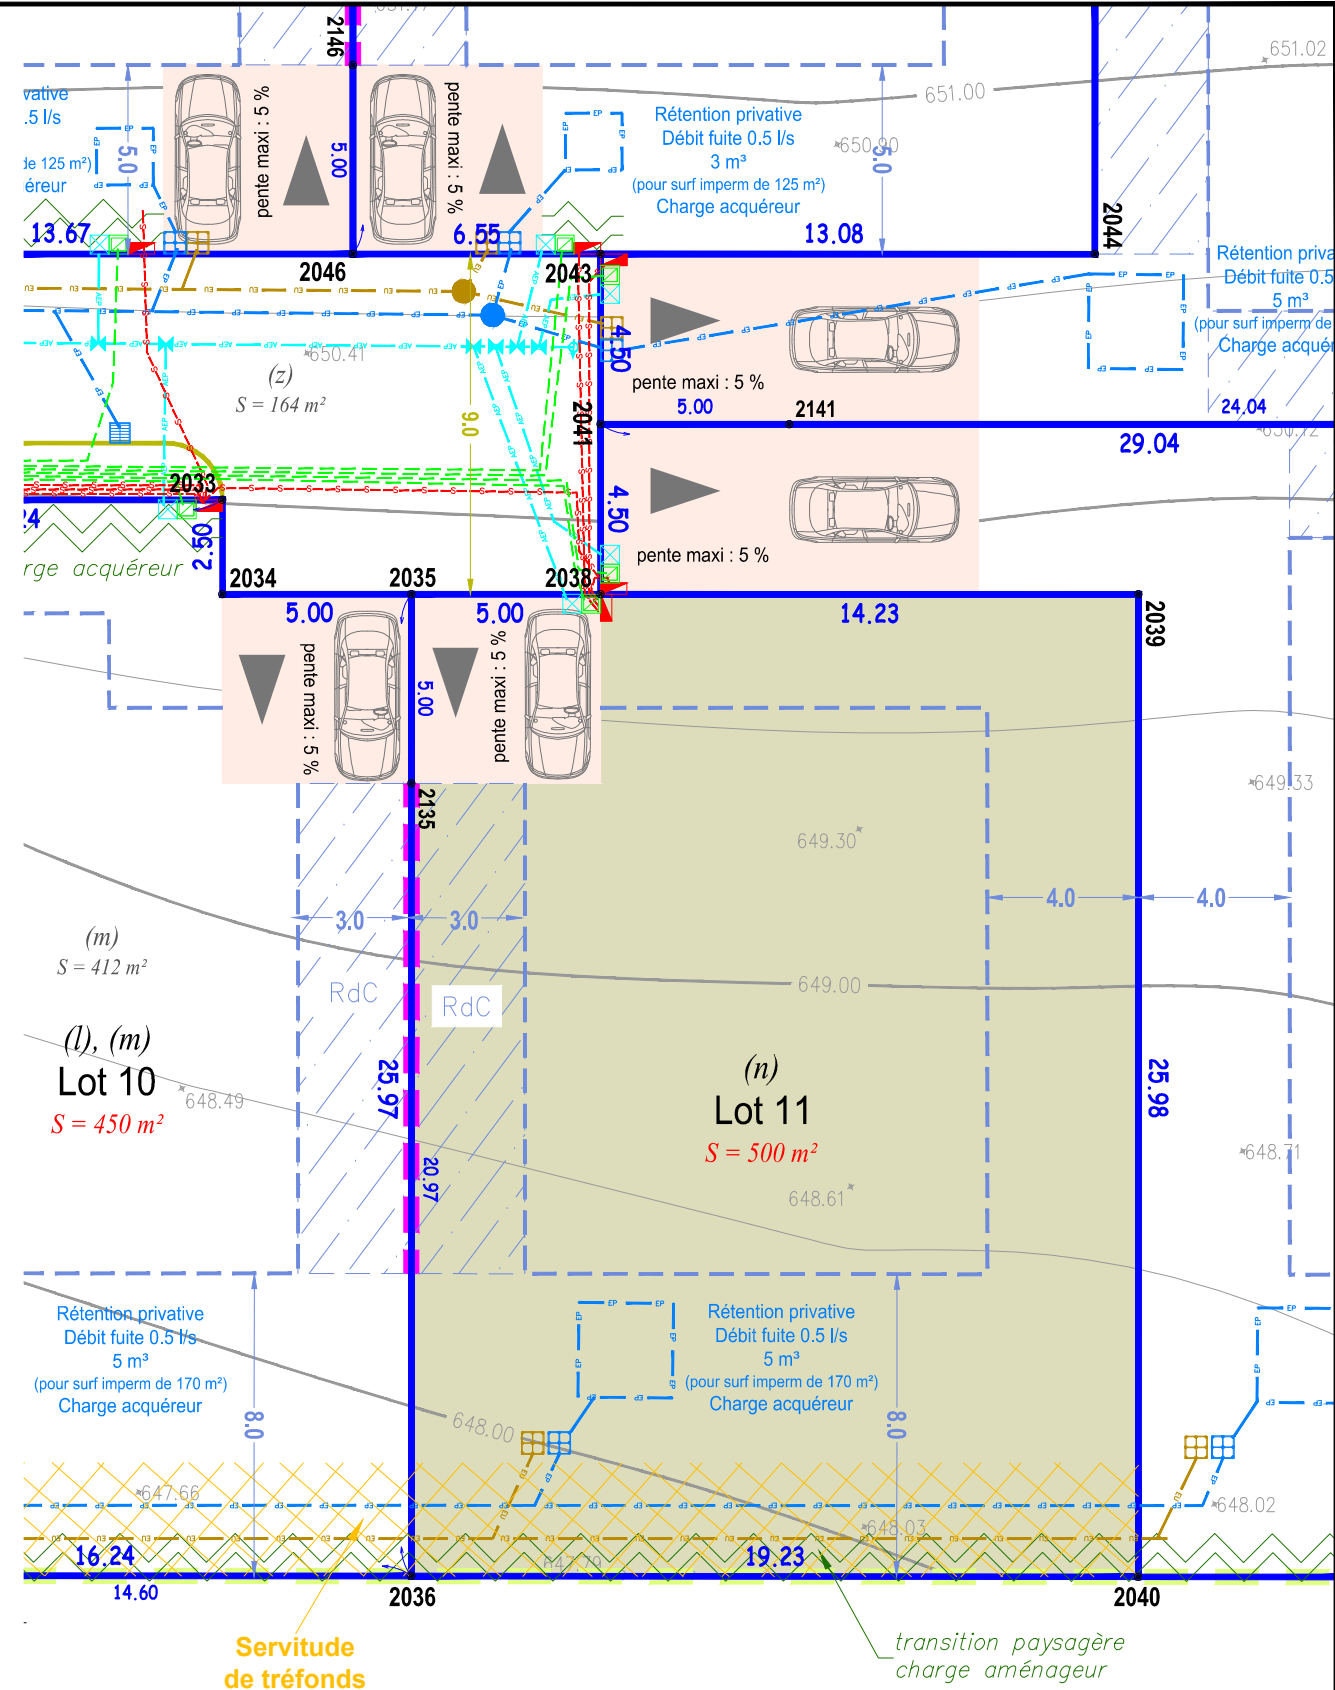 2146
651.02
651.00
vative
.5 l/s
de 125 m²)
éreur
5.0
pente maxi : 5 %
5.00
pente maxi : 5 %
Rétention privative
Débit fuite 0.5 l/s
3 m³
(pour surf imperm de 125 m²)
Charge acquéreur
650.90
5.0
2044
13.67
6.55
13.08
2046
2043
Rétention priva
Débit fuite 0.5
5 m³
(pour surf imperm de
Charge acquér
650.41
(z)
S = 164 m²
9.0
4.50
2041
pente maxi : 5 %
5.00
2141
24.04
650.12
29.04
2033
24
2.50
4.50
pente maxi : 5 %
rge acquéreur
2034
2035
2038
5.00
5.00
14.23
2039
pente maxi : 5 %
5.00
pente maxi : 5 %
2135
649.33
649.30
3.0
3.0
4.0
4.0
(m)
S = 412 m²
RdC
RdC
649.00
(l), (m)
Lot 10
S = 450 m²
648.49
25.97
20.97
(n)
Lot 11
S = 500 m²
25.98
648.71
648.61
Rétention privative
Débit fuite 0.5 l/s
5 m³
(pour surf imperm de 170 m²)
Charge acquéreur
8.0
EP
EP
EP
EP
Rétention privative
Débit fuite 0.5 l/s
5 m³
(pour surf imperm de 170 m²)
Charge acquéreur
8.0
648.00
647.66
648.03
648.02
647.79
16.24
19.23
14.60
2036
2040
Servitude
de tréfonds
transition paysagère
charge aménageur